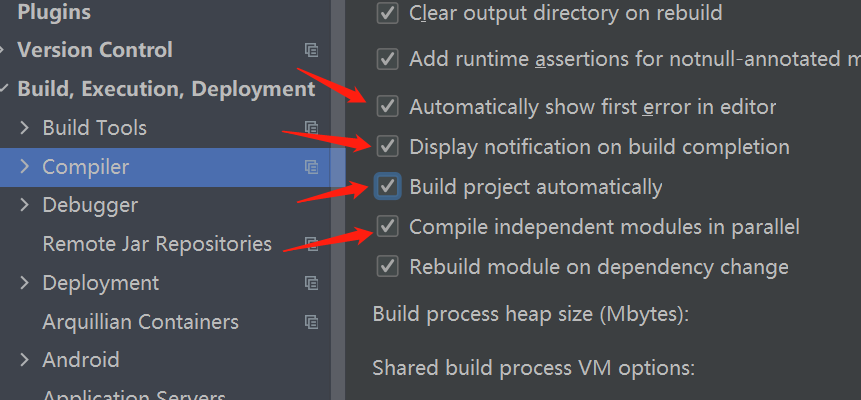 Plugins
Version Control
Build, Execution, Deployment
Build Tools
Compiler
Debugger
Remote Jar Repositories
Deployment
Arquillian Containers
Android
Application Servers
Clear output directory on rebuild
Add runtime assertions for notnull-annotated m
Automatically show first error in editor
Display notification on build completion
Build project automatically
Compile independent modules in parallel
Rebuild module on dependency change
Build process heap size (Mbytes):
Shared build process VM options: